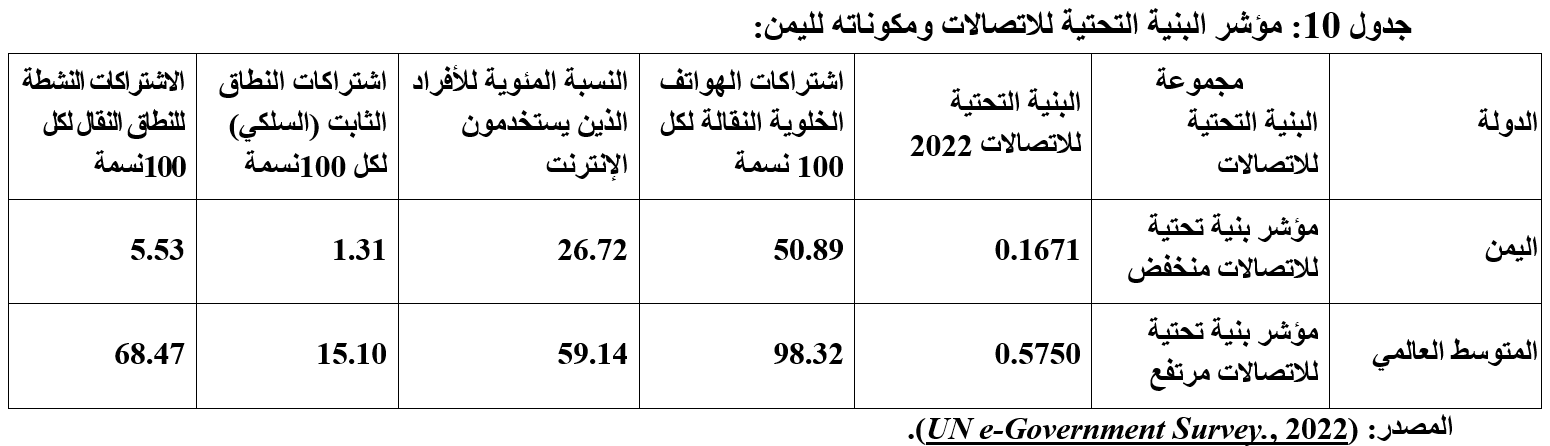 جدول 10: مؤشر البنية التحتية للاتصالات ومكوناته لليمن:
الدولة
مجموعة
البنية التحتية
للاتصالات
البنية التحتية
للاتصالات 2022
اشتراكات الهواتف
الخلوية النقالة لكل
100 نسمة
النسبة المئوية للأفراد
الذين يستخدمون
الإنترنت
اشتراكات النطاق
الثابت (السلكي)
لكل 100نسمة
الاشتراكات النشطة
للنطاق النقال لكل
100نسمة
اليمن
مؤشر بنية تحتية
للاتصالات منخفض
0.1671
50.89
26.72
1.31
5.53
المتوسط العالمي
مؤشر بنية تحتية
للاتصالات مرتفع
0.5750
98.32
59.14
15.10
68.47
المصدر: (UN e-Government Survey., 2022).